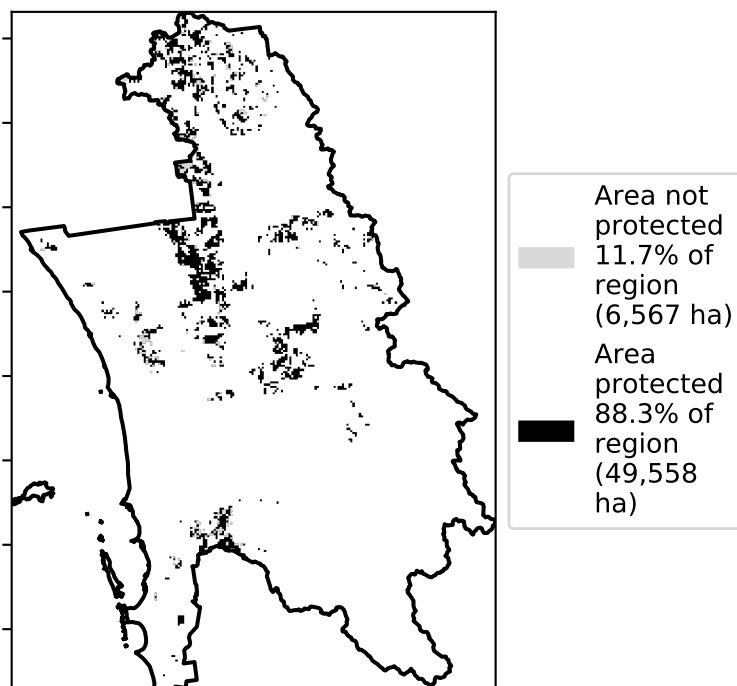 Area not
protected
11.7% of
region
(6,567 ha)
Area
protected
88.3% of
region
(49,558
ha)